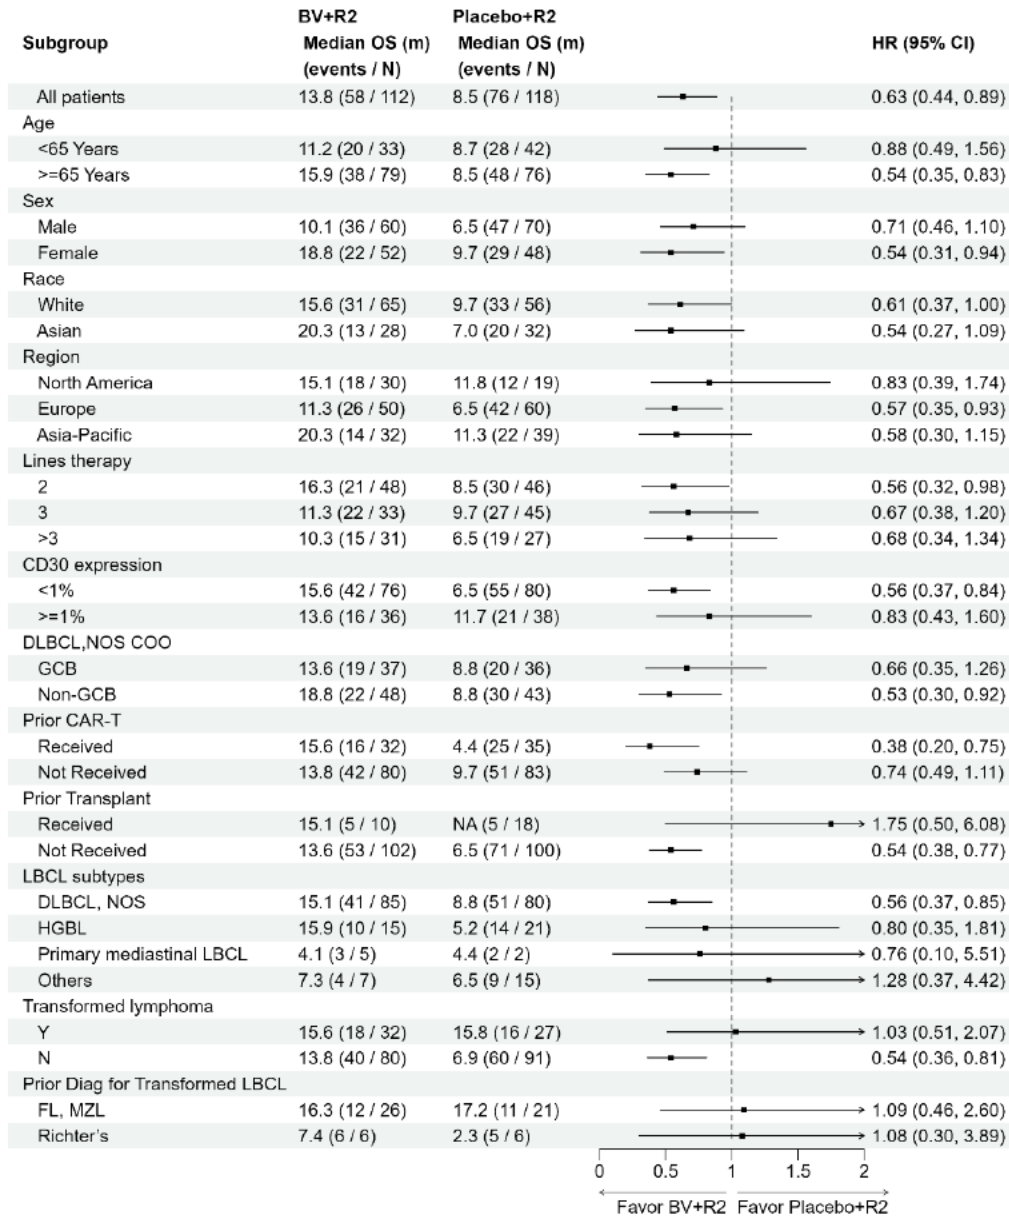 BV+R2 Placebo+R2
Subgroup Median OS (m) Median OS (m) HR (95% CI)
(events / N) (events / N)
All patients 13.8 (58 / 112) 8.5 (76 / 118) 0.63 (0.44, 0.89)
Age
<65 Years 11.2 (20 / 33) 8.7 (28 / 42) 0.88 (0.49, 1.56)
>=65 Years 15.9 (38 / 79) 8.5 (48 / 76) 0.54 (0.35, 0.83)
Sex
Male 10.1 (36 / 60) 6.5 (47 / 70) 0.71 (0.46, 1.10)
Female 18.8 (22 / 52) 9.7 (29 / 48) 0.54 (0.31, 0.94)
Race
White 15.6 (31 / 65) 9.7 (33 / 56) 0.61 (0.37, 1.00)
Asian 20.3 (13 / 28) 7.0 (20 / 32) 0.54 (0.27, 1.09)
Region
North America 15.1 (18 / 30) 11.8 (12 / 19) 0.83 (0.39, 1.74)
Europe 11.3 (26 / 50) 6.5 (42 / 60) 0.57 (0.35, 0.93)
Asia-Pacific 20.3 (14 / 32) 11.3 (22 / 39) 0.58 (0.30, 1.15)
Lines therapy
2 16.3 (21 / 48) 8.5 (30 / 46) 0.56 (0.32, 0.98)
3 11.3 (22 / 33) 9.7 (27 / 45) 0.67 (0.38, 1.20)
>3 10.3 (15 / 31) 6.5 (19 / 27) 0.68 (0.34, 1.34)
CD30 expression
<1% 15.6 (42 / 76) 6.5 (55 / 80) 0.56 (0.37, 0.84)
>=1% 13.6 (16 / 36) 11.7 (21 / 38) 0.83 (0.43, 1.60)
DLBCL,NOS COO
GCB 13.6 (19 / 37) 8.8 (20 / 36) 0.66 (0.35, 1.26)
Non-GCB 18.8 (22 / 48) 8.8 (30 / 43) 0.53 (0.30, 0.92)
Prior CAR-T
Received 15.6 (16 / 32) 4.4 (25 / 35) 0.38 (0.20, 0.75)
Not Received 13.8 (42 / 80) 9.7 (51 / 83) 0.74 (0.49, 1.11)
Prior Transplant
Received 15.1 (5 / 10) NA (5 / 18) 1.75 (0.50, 6.08)
Not Received 13.6 (53 / 102) 6.5 (71 / 100) 0.54 (0.38, 0.77)
LBCL subtypes
DLBCL, NOS 15.1 (41 / 85) 8.8 (51 / 80) 0.56 (0.37, 0.85)
HGBL 15.9 (10 / 15) 5.2 (14 / 21) 0.80 (0.35, 1.81)
Primary mediastinal LBCL 4.1 (3 / 5) 4.4 (2 / 2) 0.76 (0.10, 5.51)
Others 7.3 (4 / 7) 6.5 (9 / 15) 1.28 (0.37, 4.42)
Transformed lymphoma
Y 15.6 (18 / 32) 15.8 (16 / 27) 1.03 (0.51, 2.07)
N 13.8 (40 / 80) 6.9 (60 / 91) 0.54 (0.36, 0.81)
Prior Diag for Transformed LBCL
FL, MZL 16.3 (12 / 26) 17.2 (11 / 21) 1.09 (0.46, 2.60)
Richter's 7.4 (6 / 6) 2.3 (5 / 6) 1.08 (0.30, 3.89)
0 0.5 1 1.5 2
Favor BV+R2 Favor Placebo+R2